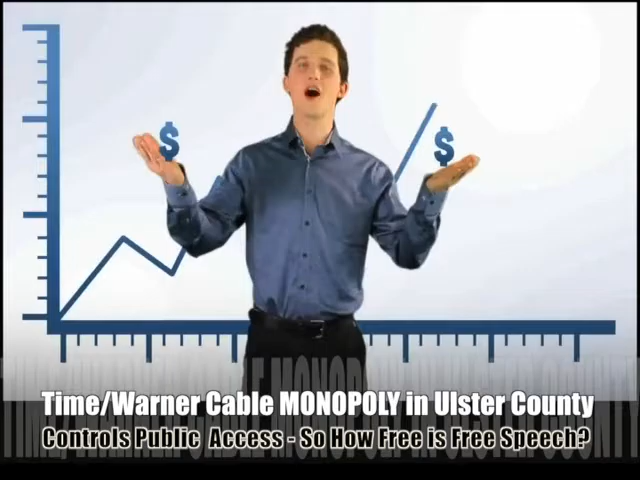 $ $
Time/Warner Cable MONOPOLY in Ulster County
Controls Public Access - So How Free is Free Speech?